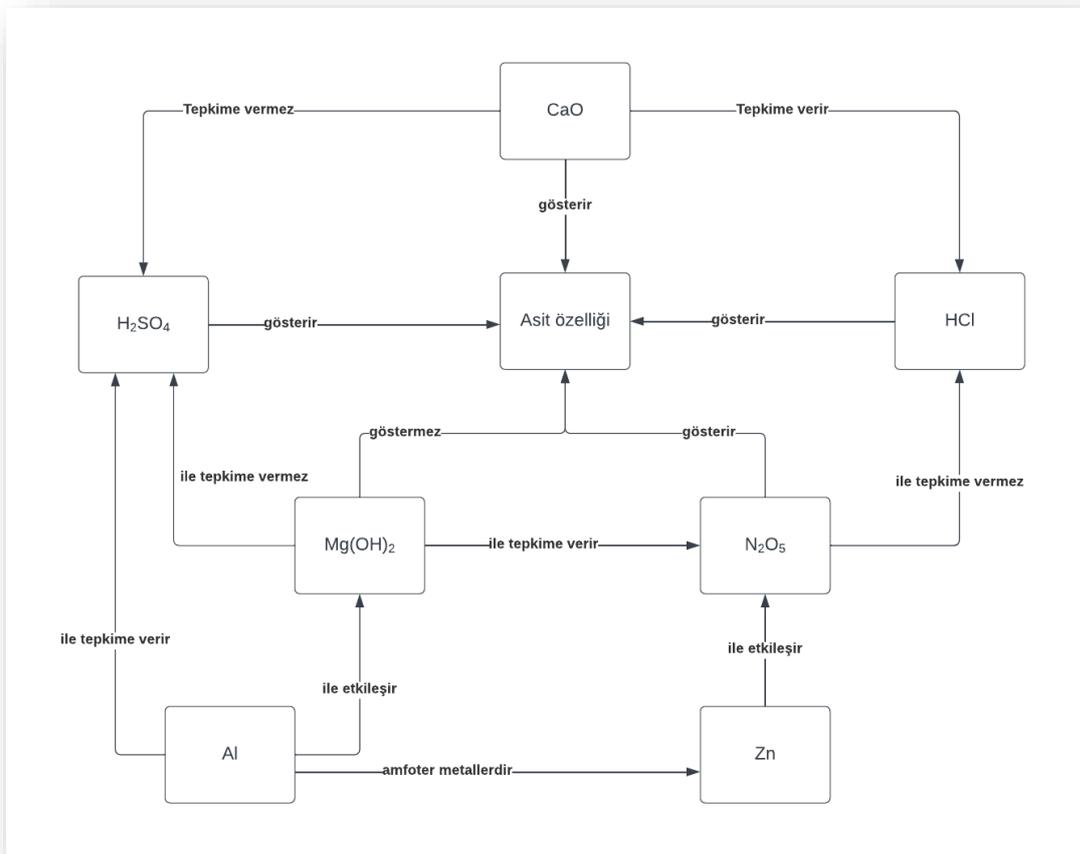 CaO
Tepkime vermez
Tepkime verir
gösterir
H₂SO₄
gösterir
Asit özelliği
gösterir
HCl
göstermez
gösterir
ile tepkime vermez
ile tepkime vermez
Mg(OH)₂
ile tepkime verir
N₂O₅
ile tepkime verir
ile etkileşir
ile etkileşir
Al
amfoter metallerdir
Zn